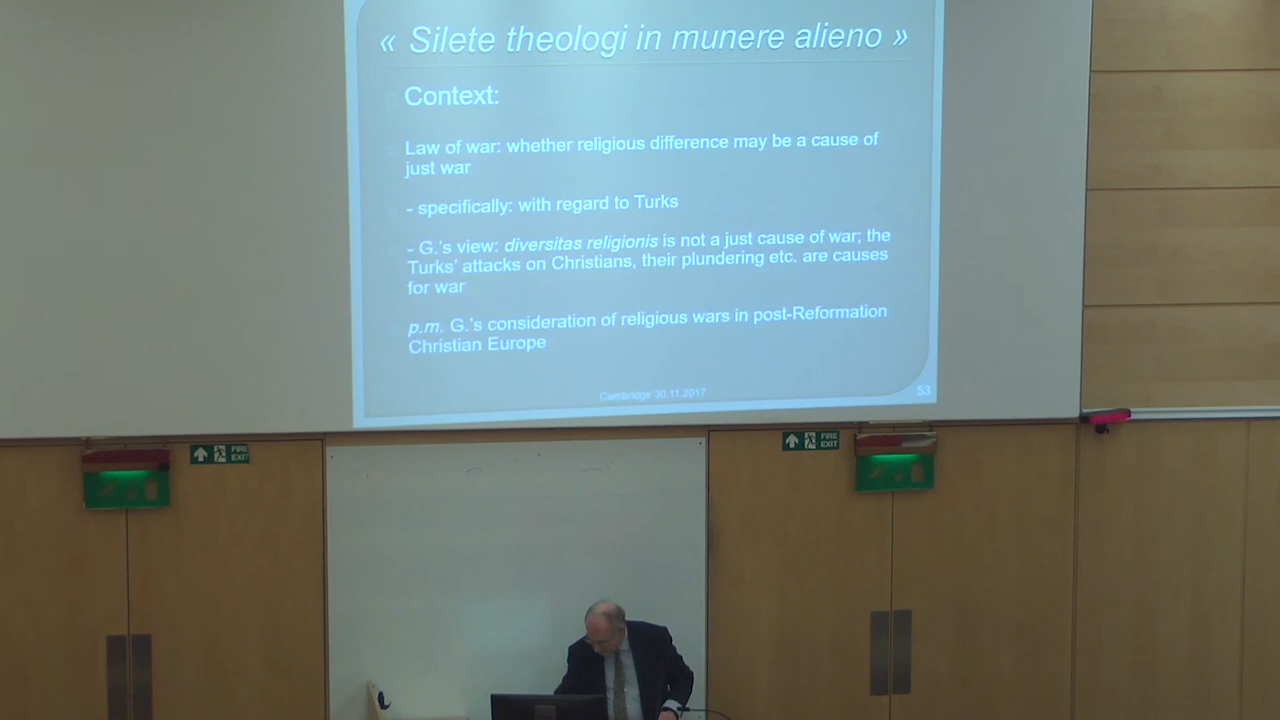 « Silete theologi in munere alieno »
Context:
Law of war: whether religious difference may be a cause of
just war
- specifically: with regard to Turks
- G.'s view: diversitas religionis is not a just cause of war; the
Turks' attacks on Christians, their plundering etc. are causes
for war
p.m. G.'s consideration of religious wars in post-Reformation
Christian Europe
Cambridge 30.11.2017
53
FIRE
EXIT
FIRE
EXIT